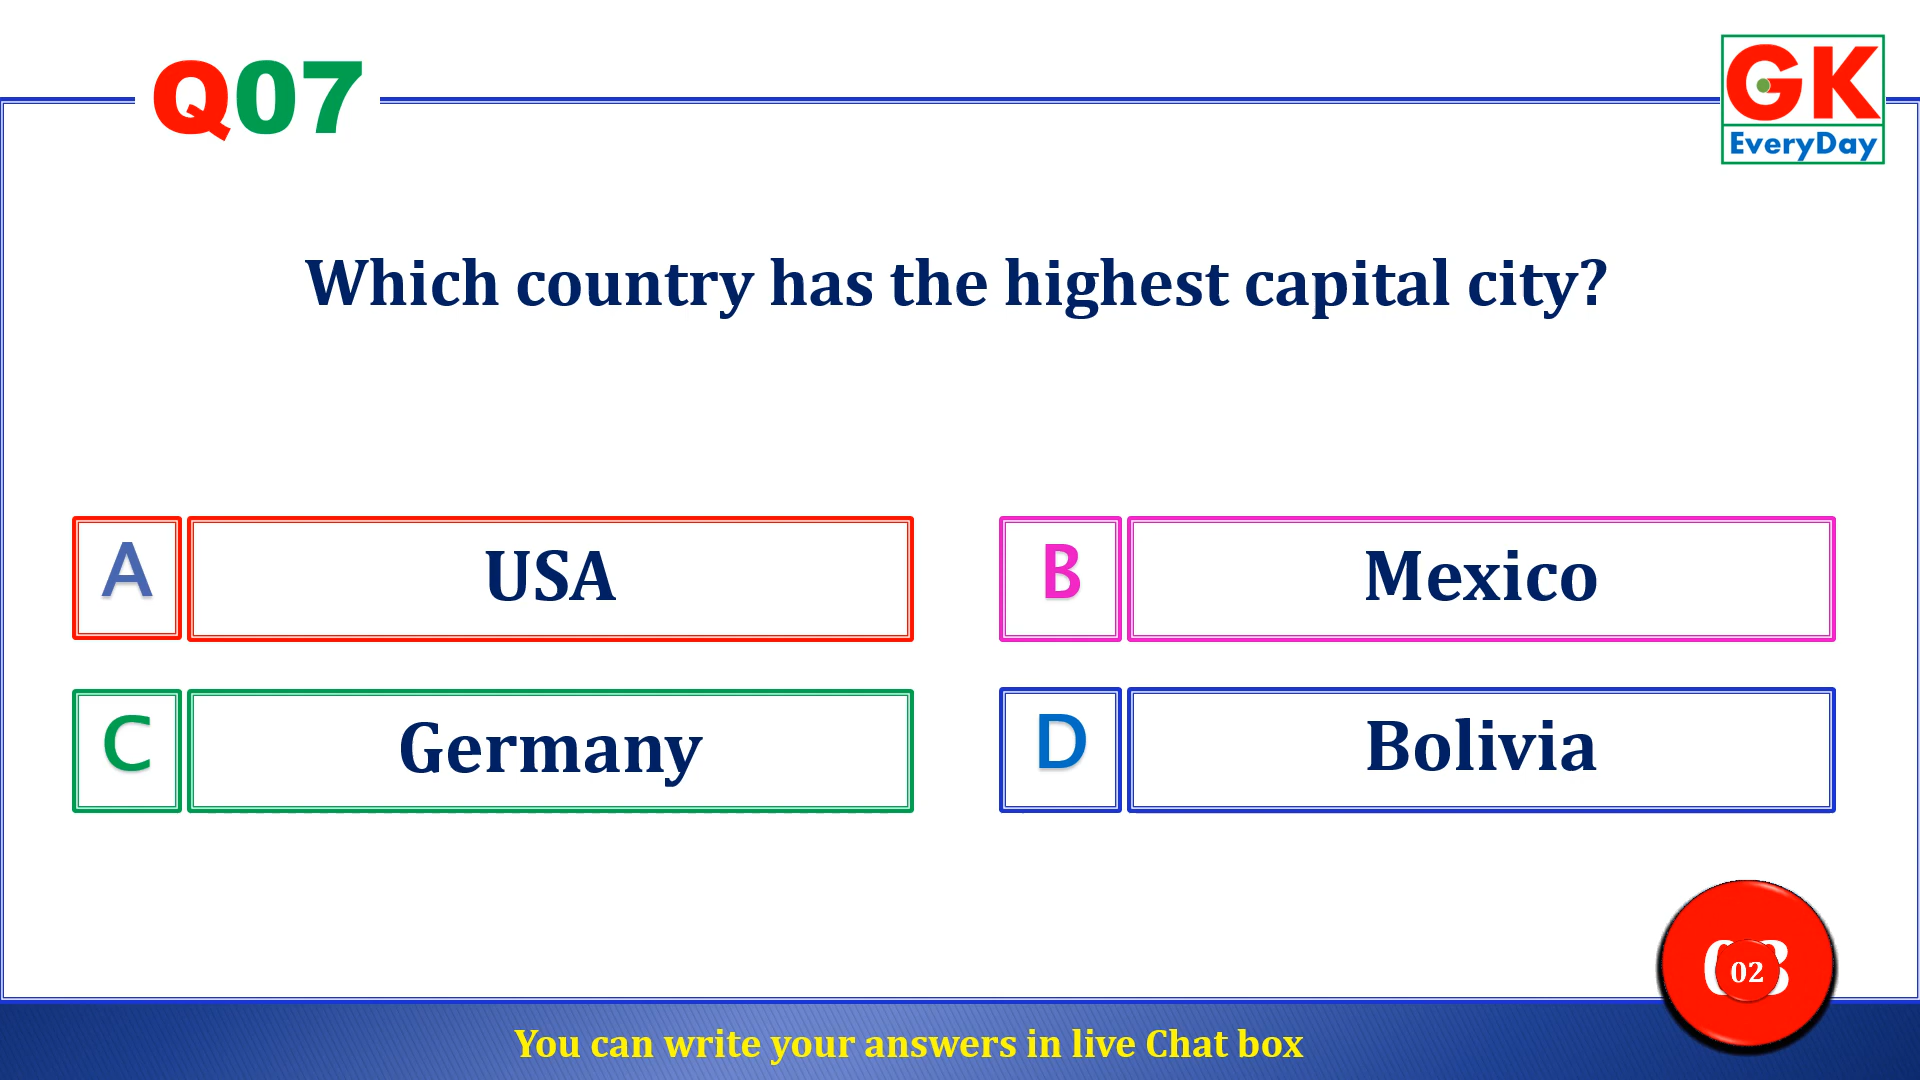 Q07
GK
EveryDay
Which country has the highest capital city?
A
USA
B
Mexico
C
Germany
D
Bolivia
02
You can write your answers in live Chat box